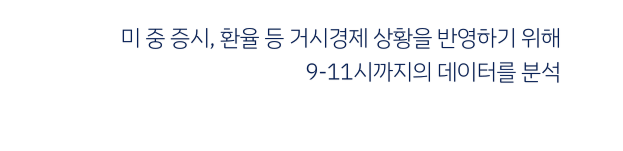 미 중 증시, 환율 등 거시경제 상황을 반영하기 위해
9-11시까지의 데이터를 분석